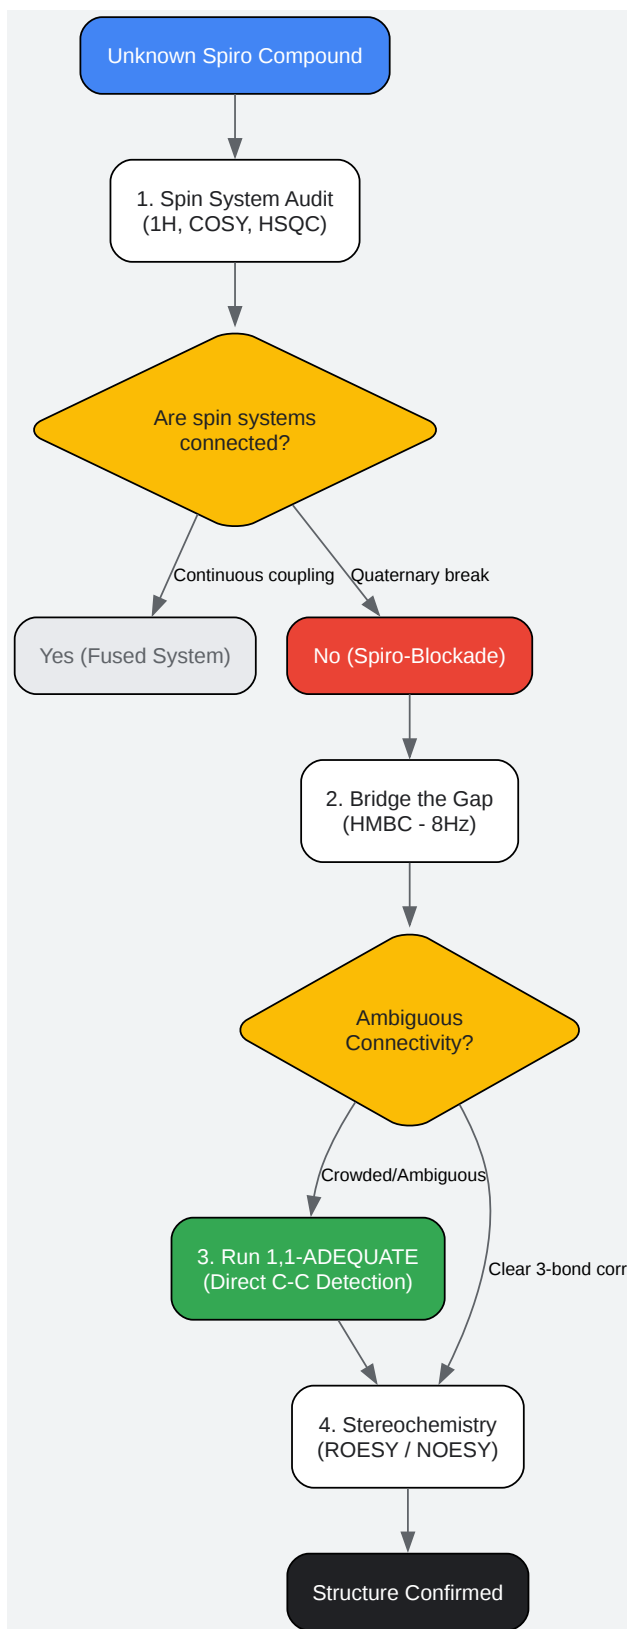 Unknown Spiro Compound
1. Spin System Audit
(1H, COSY, HSQC)
Are spin systems
connected?
Continuous coupling
Quaternary break
Yes (Fused System)
No (Spiro-Blockade)
2. Bridge the Gap
(HMBC - 8Hz)
Ambiguous
Connectivity?
Crowded/Ambiguous
3. Run 1,1-ADEQUATE
(Direct C-C Detection)
Clear 3-bond corr
4. Stereochemistry
(ROESY / NOESY)
Structure Confirmed